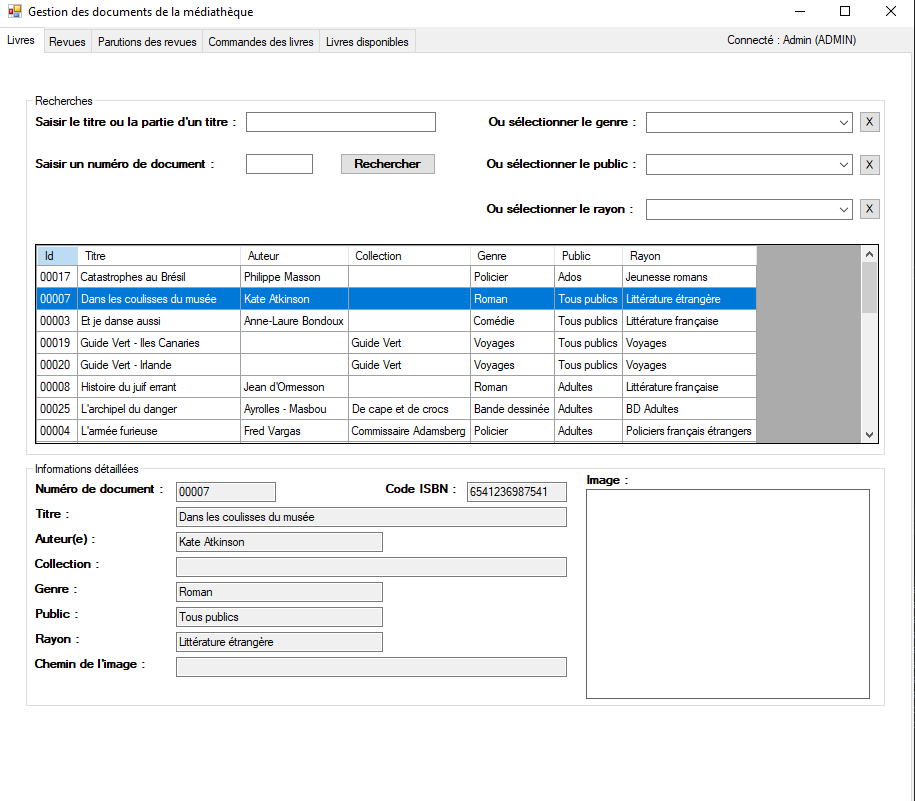 Gestion des documents de la médiathèque
Livres Revues Parutions des revues Commandes des livres Livres disponibles Connecté : Admin (ADMIN)
Recherches
Saisir le titre ou la partie d'un titre : Ou sélectionner le genre : X
Saisir un numéro de document : Rechercher Ou sélectionner le public : X
Ou sélectionner le rayon : X
Id Titre Auteur Collection Genre Public Rayon
00017 Catastrophes au Brésil Philippe Masson Policier Ados Jeunesse romans
00007 Dans les coulisses du musée Kate Atkinson Roman Tous publics Littérature étrangère
00003 Et je danse aussi Anne-Laure Bondoux Comédie Tous publics Littérature française
00019 Guide Vert - Iles Canaries Guide Vert Voyages Tous publics Voyages
00020 Guide Vert - Irlande Guide Vert Voyages Tous publics Voyages
00008 Histoire du juif errant Jean d'Ormesson Roman Adultes Littérature française
00025 L'archipel du danger Ayrolles - Masbou De cape et de crocs Bande dessinée Adultes BD Adultes
00004 L'armée furieuse Fred Vargas Commissaire Adamsberg Policier Adultes Policiers français étrangers
Informations détaillées
Numéro de document : 00007 Code ISBN : 6541236987541 Image :
Titre : Dans les coulisses du musée
Auteur(e) : Kate Atkinson
Collection :
Genre : Roman
Public : Tous publics
Rayon : Littérature étrangère
Chemin de l'image :